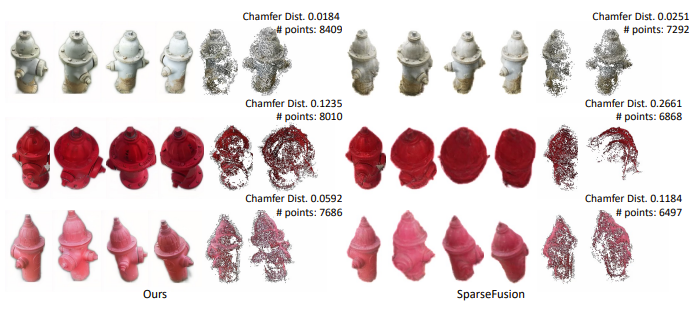 Chamfer Dist. 0.0184
# points: 8409
Chamfer Dist. 0.0251
# points: 7292
Chamfer Dist. 0.1235
# points: 8010
Chamfer Dist. 0.2661
# points: 6868
Chamfer Dist. 0.0592
# points: 7686
Chamfer Dist. 0.1184
# points: 6497
Ours
SparseFusion